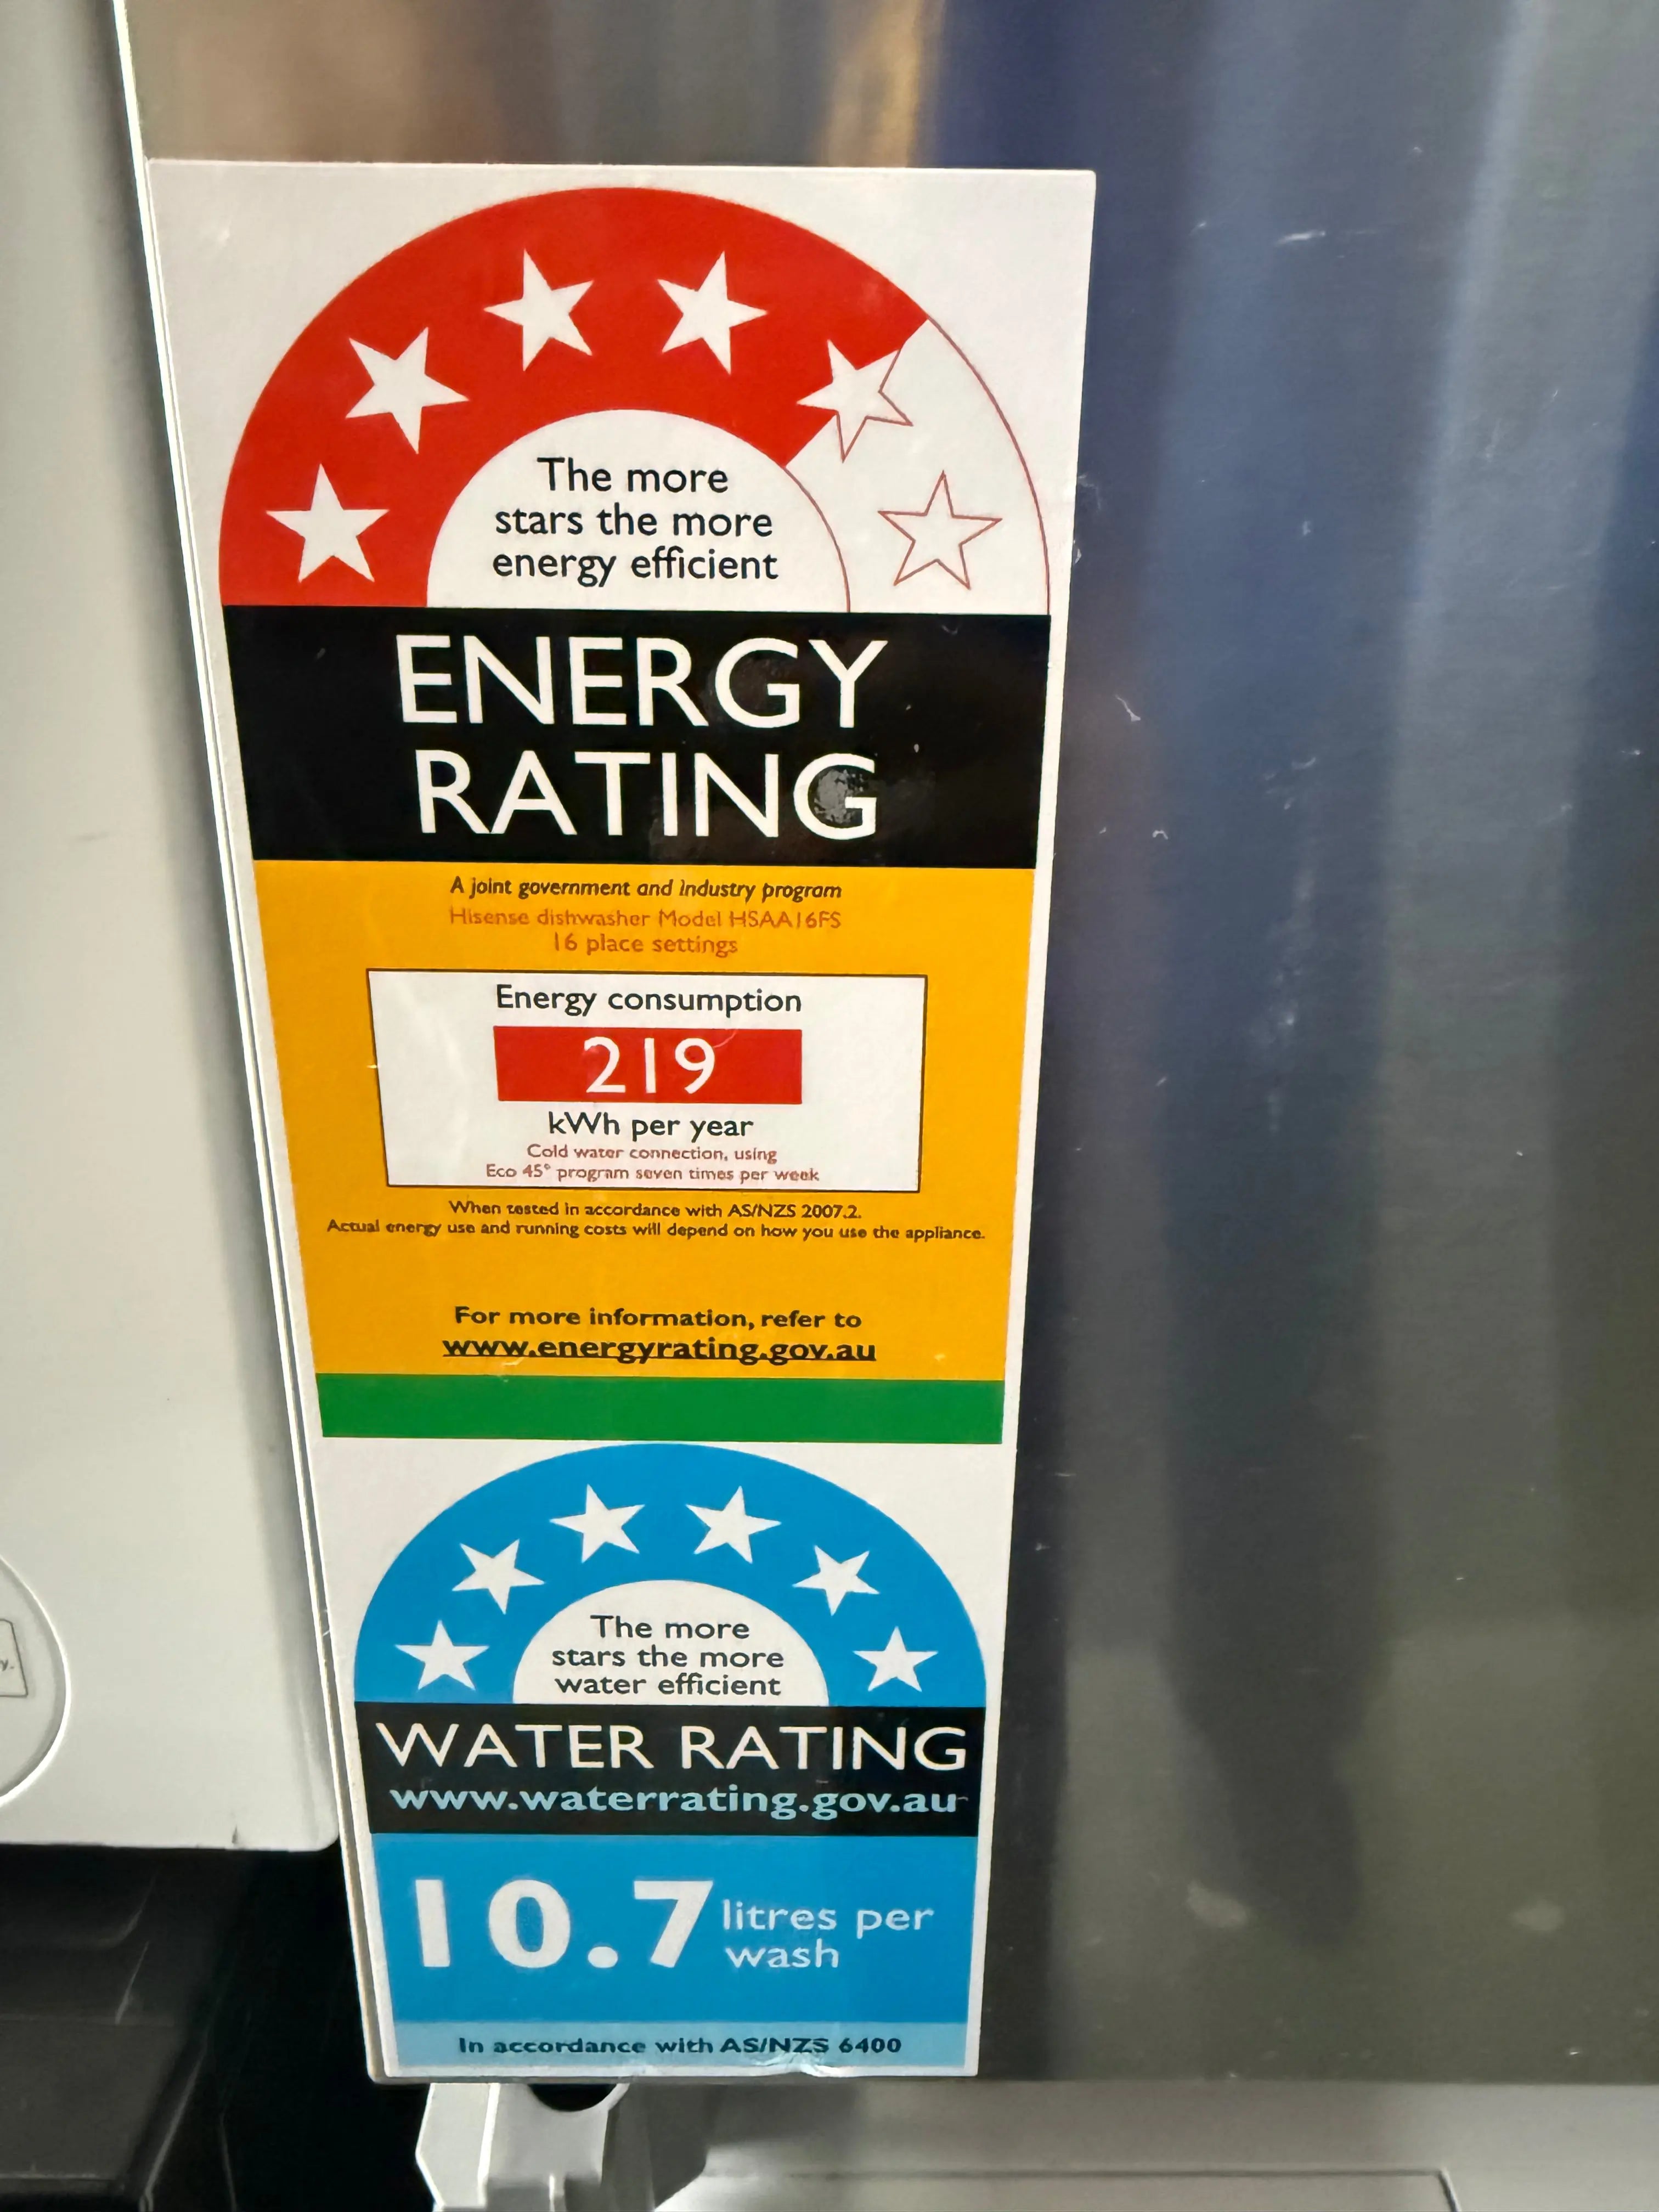 The more
stars the more
energy efficient
ENERGY
RATING
A joint government and industry program
Hisense dishwasher Model HSAA16FS
16 place settings
Energy consumption
219
kWh per year
Cold water connection, using
Eco 45° program seven times per week
When tested in accordance with AS/NZS 2007.2.
Actual energy use and running costs will depend on how you use the appliance.
For more information, refer to
www.energyrating.gov.au
The more
stars the more
water efficient
WATER RATING
www.waterrating.gov.au
10.7 litres per
wash
In accordance with AS/NZS 6400